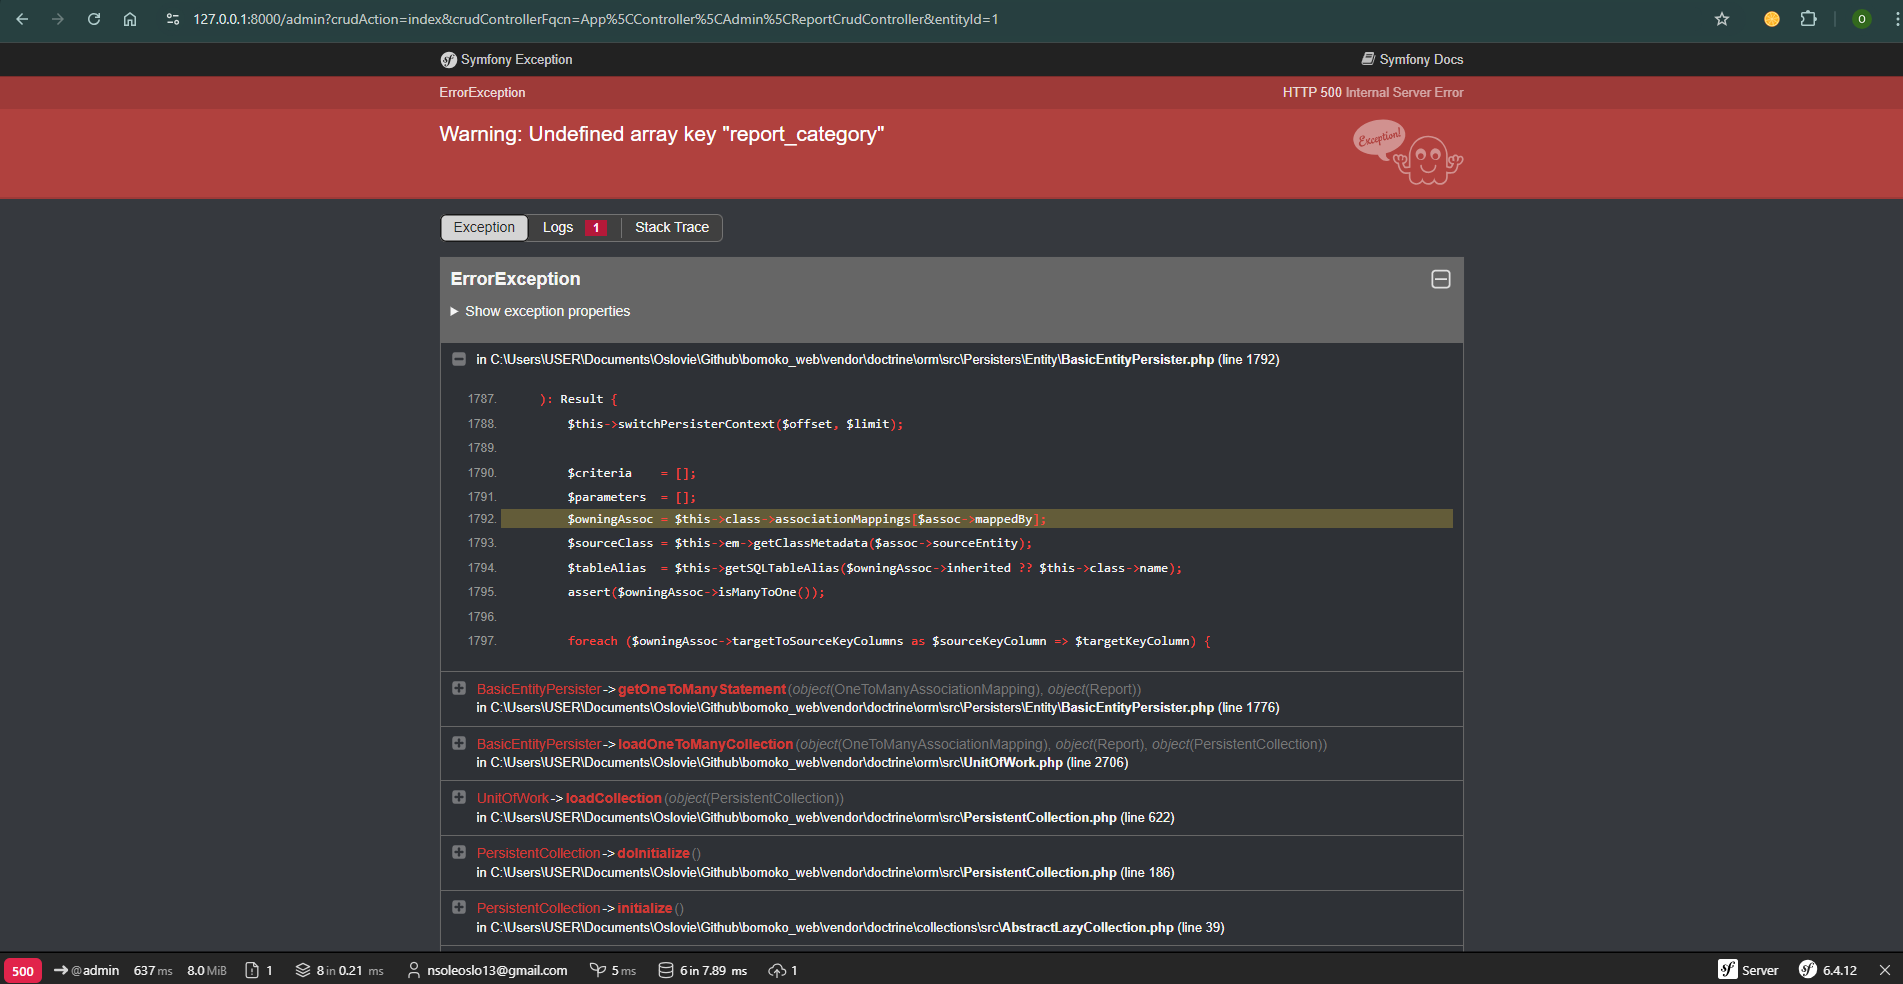 127.0.0.1:8000/admin?crudAction=index&crudControllerFqcn=App%5CController%5CAdmin%5CReportCrudController&entityId=1
O
sf Symfony Exception
Symfony Docs
ErrorException
HTTP 500 Internal Server Error
Warning: Undefined array key "report_category"
Exception!
Exception
Logs 1
Stack Trace
ErrorException
Show exception properties
in C:\Users\USER\Documents\Oslovie\Github\bomoko_web\vendor\doctrine\orm\src\Persisters\Entity\BasicEntityPersister.php (line 1792)
1787. ): Result {
1788. $this->switchPersisterContext($offset, $limit);
1789.
1790. $criteria = [];
1791. $parameters = [];
1792. $owningAssoc = $this->class->associationMappings[$assoc->mappedBy];
1793. $sourceClass = $this->em->getClassMetadata($assoc->sourceEntity);
1794. $tableAlias = $this->getSQLTableAlias($owningAssoc->inherited ?? $this->class->name);
1795. assert($owningAssoc->isManyToOne());
1796.
1797. foreach ($owningAssoc->targetToSourceKeyColumns as $sourceKeyColumn => $targetKeyColumn) {
BasicEntityPersister->getOneToManyStatement(object(OneToManyAssociationMapping), object(Report))
in C:\Users\USER\Documents\Oslovie\Github\bomoko_web\vendor\doctrine\orm\src\Persisters\Entity\BasicEntityPersister.php (line 1776)
BasicEntityPersister->loadOneToManyCollection(object(OneToManyAssociationMapping), object(Report), object(PersistentCollection))
in C:\Users\USER\Documents\Oslovie\Github\bomoko_web\vendor\doctrine\orm\src\UnitOfWork.php (line 2706)
UnitOfWork->loadCollection(object(PersistentCollection))
in C:\Users\USER\Documents\Oslovie\Github\bomoko_web\vendor\doctrine\orm\src\PersistentCollection.php (line 622)
PersistentCollection->doInitialize()
in C:\Users\USER\Documents\Oslovie\Github\bomoko_web\vendor\doctrine\orm\src\PersistentCollection.php (line 186)
PersistentCollection->initialize()
in C:\Users\USER\Documents\Oslovie\Github\bomoko_web\vendor\doctrine\collections\src\AbstractLazyCollection.php (line 39)
500 @admin 637 ms 8.0 MiB 1 8 in 0.21 ms nsoleoslo13@gmail.com 5 ms 6 in 7.89 ms 1 sf Server sf 6.4.12